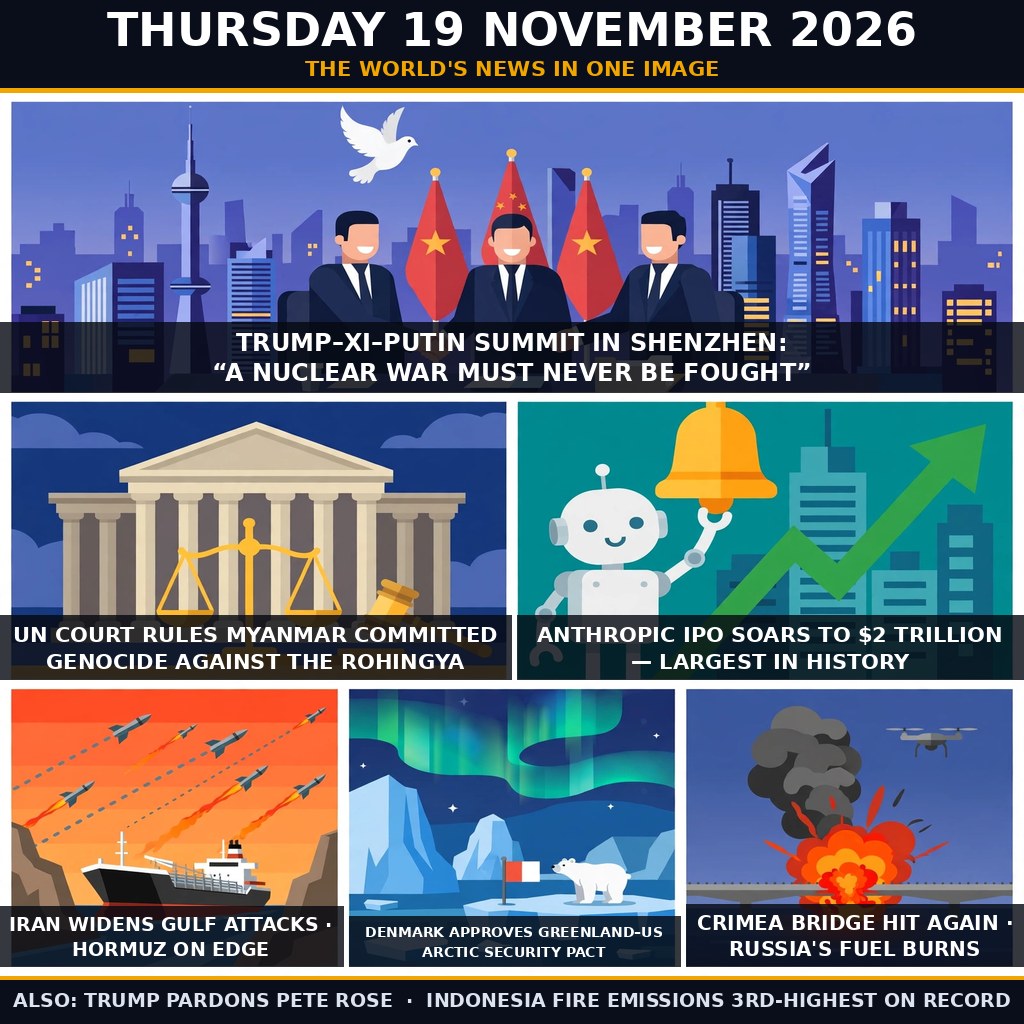 THURSDAY 19 NOVEMBER 2026
THE WORLD'S NEWS IN ONE IMAGE
TRUMP–XI–PUTIN SUMMIT IN SHENZHEN:
“A NUCLEAR WAR MUST NEVER BE FOUGHT”
UN COURT RULES MYANMAR COMMITTED
GENOCIDE AGAINST THE ROHINGYA
ANTHROPIC IPO SOARS TO $2 TRILLION
— LARGEST IN HISTORY
IRAN WIDENS GULF ATTACKS ·
HORMUZ ON EDGE
DENMARK APPROVES GREENLAND–US
ARCTIC SECURITY PACT
CRIMEA BRIDGE HIT AGAIN ·
RUSSIA'S FUEL BURNS
ALSO: TRUMP PARDONS PETE ROSE · INDONESIA FIRE EMISSIONS 3RD-HIGHEST ON RECORD